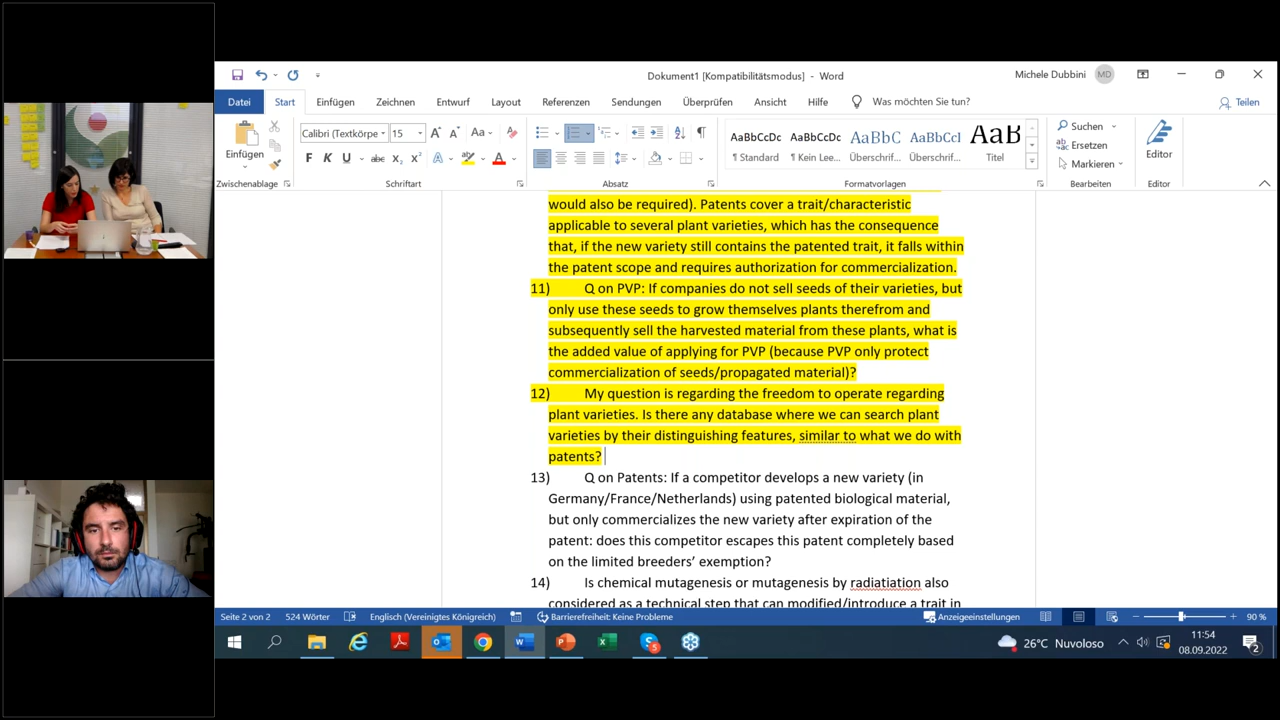 Dokument1 [Kompatibilitätsmodus] - Word
Michele Dubbini
MD
Datei
Start
Einfügen
Zeichnen
Entwurf
Layout
Referenzen
Sendungen
Überprüfen
Ansicht
Hilfe
Was möchten Sie tun?
Teilen
Einfügen
Zwischenablage
Calibri (Textkörpe
15
Schriftart
Absatz
AaBbCcDc
AaBbCcDc
AaBbC
AaBbCcI
AaB
¶ Standard
¶ Kein Lee...
Überschrif...
Überschrif...
Titel
Formatvorlagen
Suchen
Ersetzen
Markieren
Bearbeiten
Editor
Editor
would also be required). Patents cover a trait/characteristic
applicable to several plant varieties, which has the consequence
that, if the new variety still contains the patented trait, it falls within
the patent scope and requires authorization for commercialization.
11) Q on PVP: If companies do not sell seeds of their varieties, but
only use these seeds to grow themselves plants therefrom and
subsequently sell the harvested material from these plants, what is
the added value of applying for PVP (because PVP only protect
commercialization of seeds/propagated material)?
12) My question is regarding the freedom to operate regarding
plant varieties. Is there any database where we can search plant
varieties by their distinguishing features, similar to what we do with
patents?
13) Q on Patents: If a competitor develops a new variety (in
Germany/France/Netherlands) using patented biological material,
but only commercializes the new variety after expiration of the
patent: does this competitor escapes this patent completely based
on the limited breeders’ exemption?
14) Is chemical mutagenesis or mutagenesis by radiatiation also
considered as a technical step that can modified/introduce a trait in
Seite 2 von 2
524 Wörter
Englisch (Vereinigtes Königreich)
Barrierefreiheit: Keine Probleme
Anzeigeeinstellungen
90 %
26°C Nuvoloso
11:54
08.09.2022
2